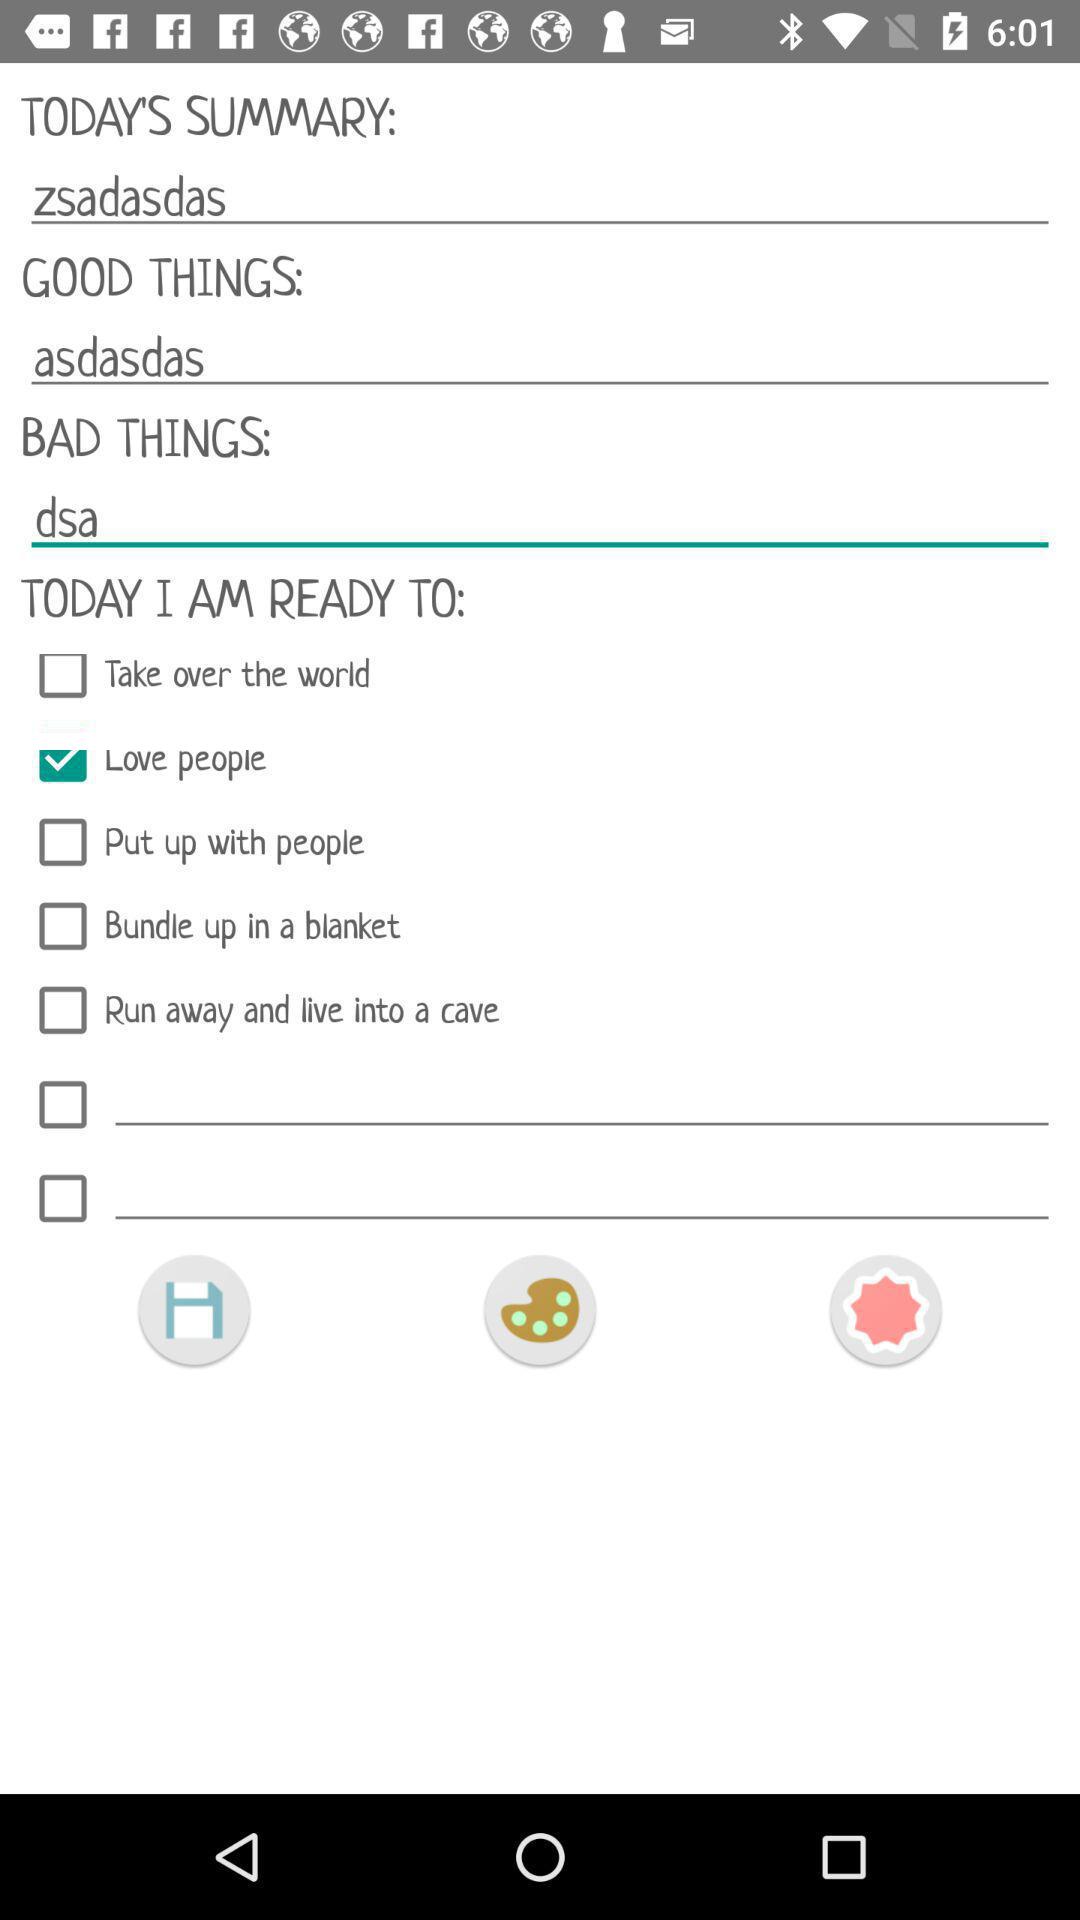 6:01
TODAY'S SUMMARY:
zsadasdas
GOOD THINGS:
asdasdas
BAD THINGS:
dsa
TODAY I AM READY TO:
Take over the world
Love people
Put up with people
Bundle up in a blanket
Run away and live into a cave